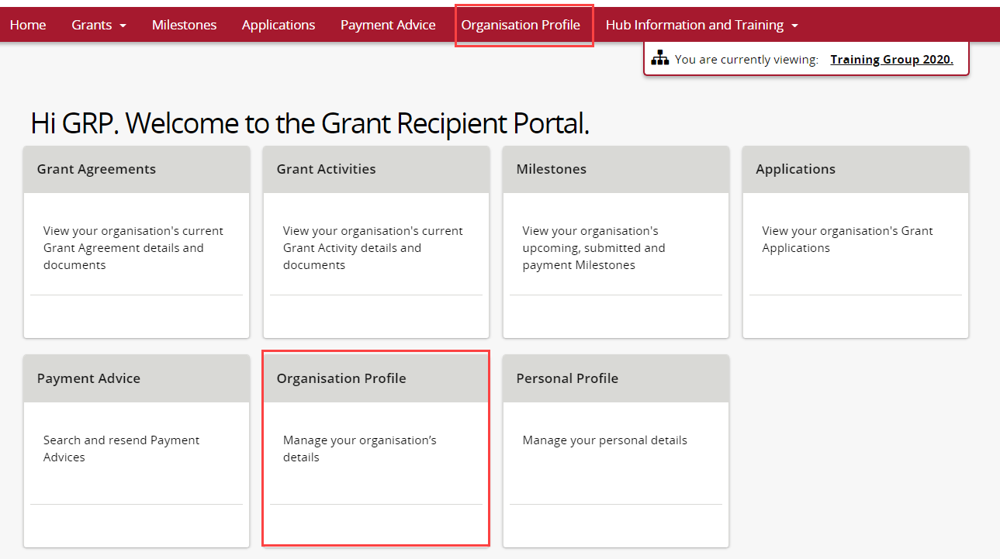 Home Grants Milestones Applications Payment Advice Organisation Profile Hub Information and Training
You are currently viewing: Training Group 2020.
Hi GRP. Welcome to the Grant Recipient Portal.
Grant Agreements
View your organisation's current
Grant Agreement details and
documents
Grant Activities
View your organisation's current
Grant Activity details and
documents
Milestones
View your organisation's
upcoming, submitted and
payment Milestones
Applications
View your organisation's Grant
Applications
Payment Advice
Search and resend Payment
Advices
Organisation Profile
Manage your organisation’s
details
Personal Profile
Manage your personal details